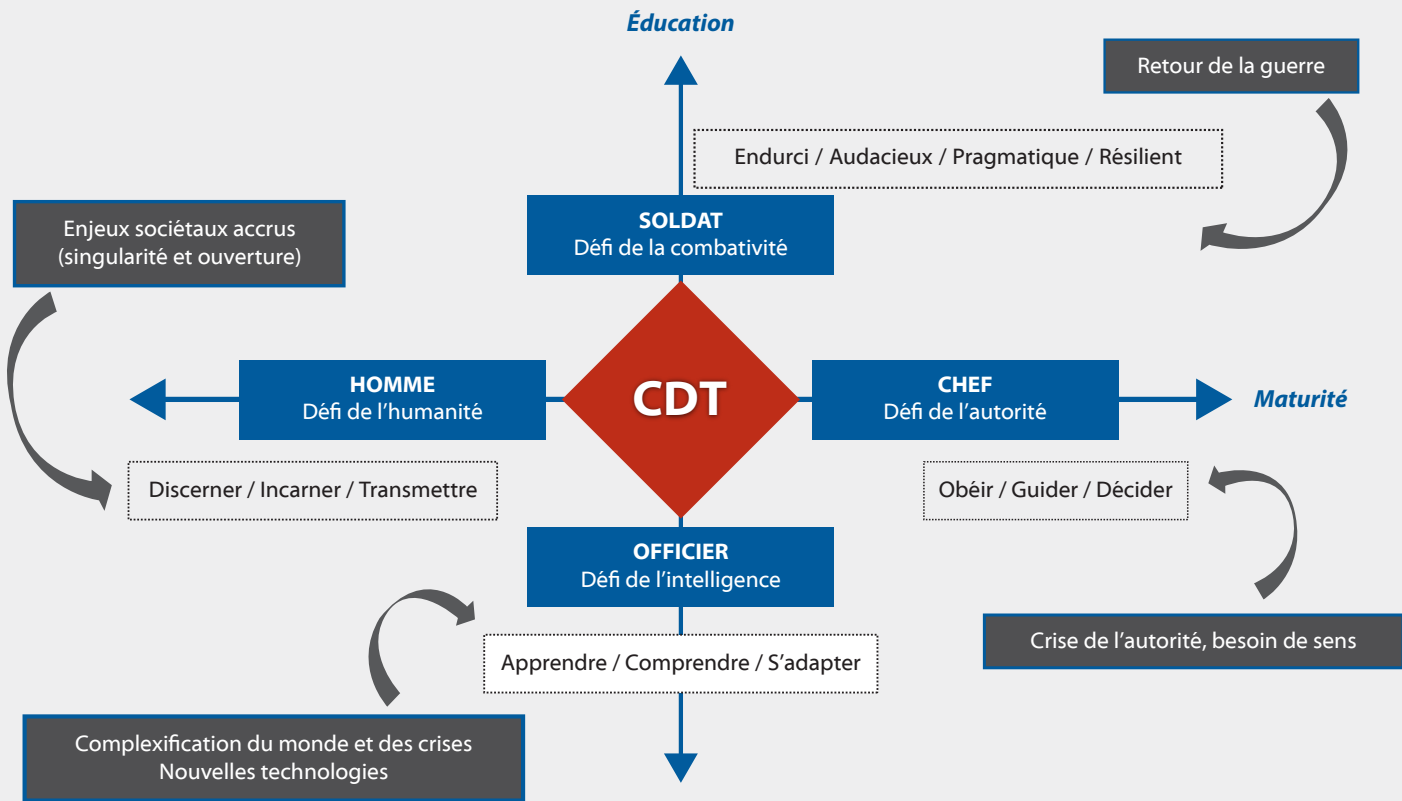 Éducation
Retour de la guerre
Endurci / Audacieux / Pragmatique / Résilient
SOLDAT
Défi de la combativité
Enjeux sociétaux accrus
(singularité et ouverture)
HOMME
Défi de l'humanité
CDT
CHEF
Défi de l'autorité
Maturité
Discerner / Incarner / Transmettre
Obéir / Guider / Décider
OFFICIER
Défi de l'intelligence
Apprendre / Comprendre / S'adapter
Crise de l'autorité, besoin de sens
Complexification du monde et des crises
Nouvelles technologies